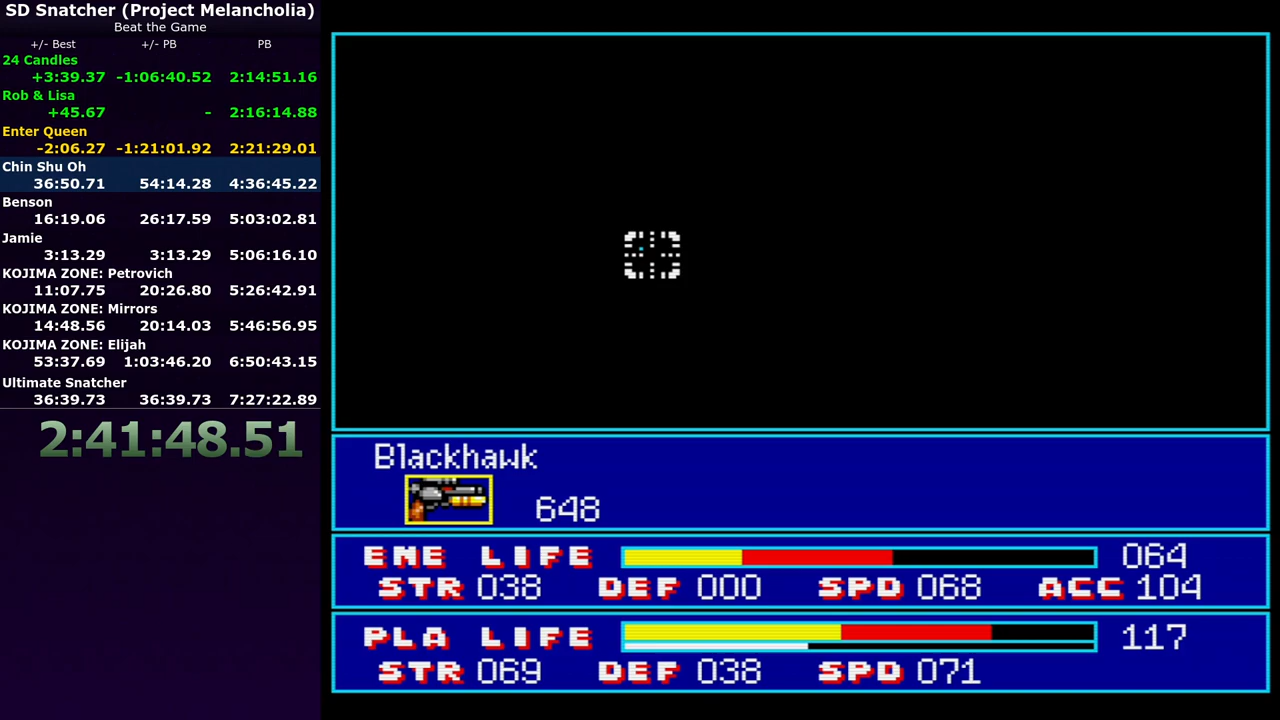 SD Snatcher (Project Melancholia)
Beat the Game
+/- Best +/- PB PB
24 Candles
+3:39.37 -1:06:40.52 2:14:51.16
Rob & Lisa
+45.67 - 2:16:14.88
Enter Queen
-2:06.27 -1:21:01.92 2:21:29.01
Chin Shu Oh
36:50.71 54:14.28 4:36:45.22
Benson
16:19.06 26:17.59 5:03:02.81
Jamie
3:13.29 3:13.29 5:06:16.10
KOJIMA ZONE: Petrovich
11:07.75 20:26.80 5:26:42.91
KOJIMA ZONE: Mirrors
14:48.56 20:14.03 5:46:56.95
KOJIMA ZONE: Elijah
53:37.69 1:03:46.20 6:50:43.15
Ultimate Snatcher
36:39.73 36:39.73 7:27:22.89
2:41:48.51
Blackhawk
648
ENE LIFE 064
STR 038 DEF 000 SPD 068 ACC 104
PLA LIFE 117
STR 069 DEF 038 SPD 071